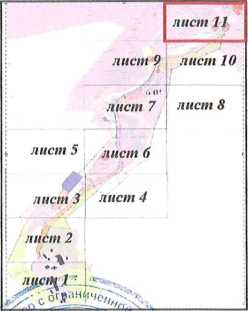 лист 11
лист 9 лист 10
лист 7 лист 8
лист 5 лист 6
лист 3 лист 4
лист 2
лист 1
с ограниченно